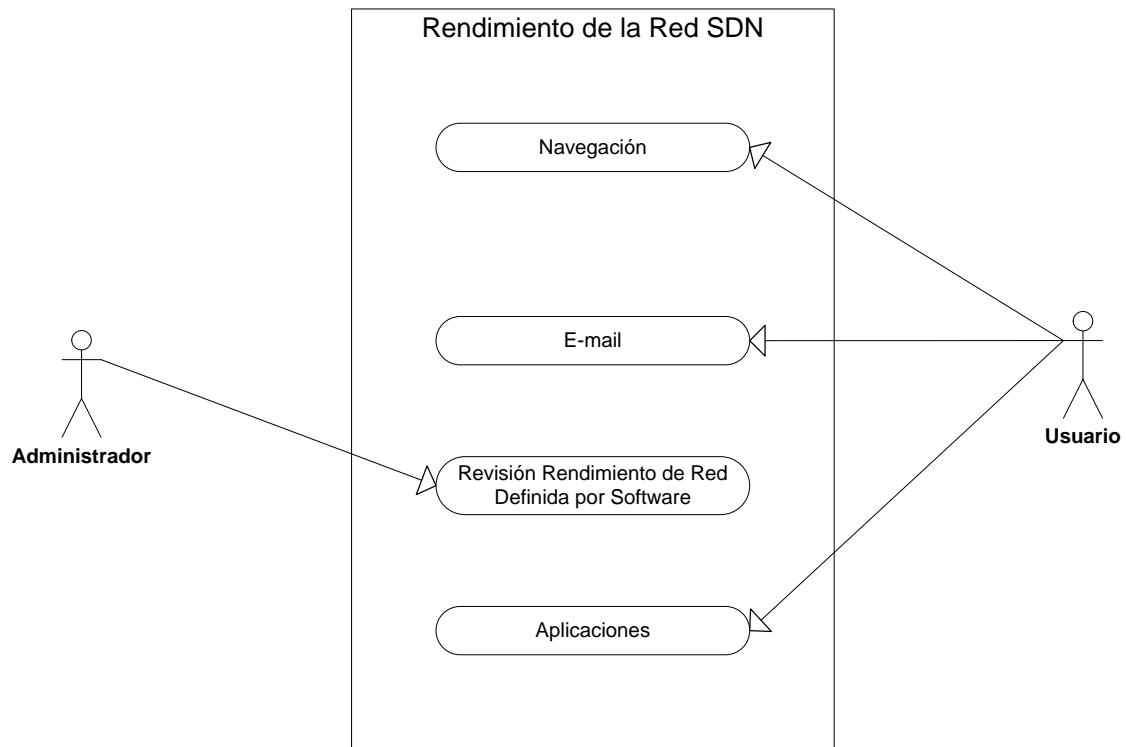 Rendimiento de la Red SDN
Navegación
E-mail
Administrador
Usuario
Revisión Rendimiento de Red
Definida por Software
Aplicaciones